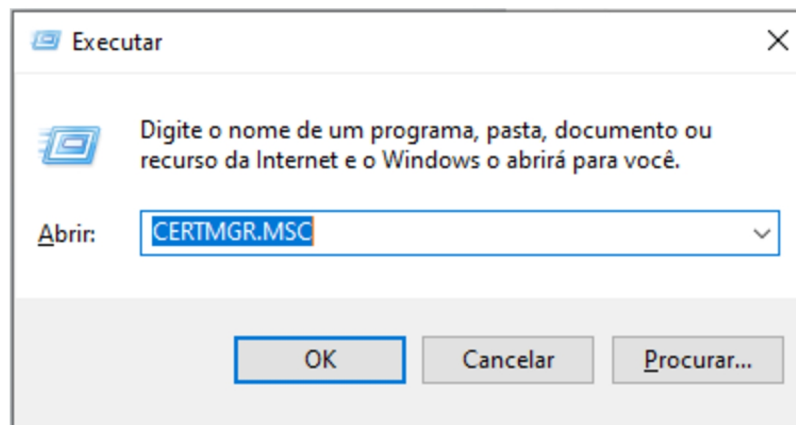 Executar
Digite o nome de um programa, pasta, documento ou
recurso da Internet e o Windows o abrirá para você.
Abrir: CERTMGR.MSC
OK Cancelar Procurar...